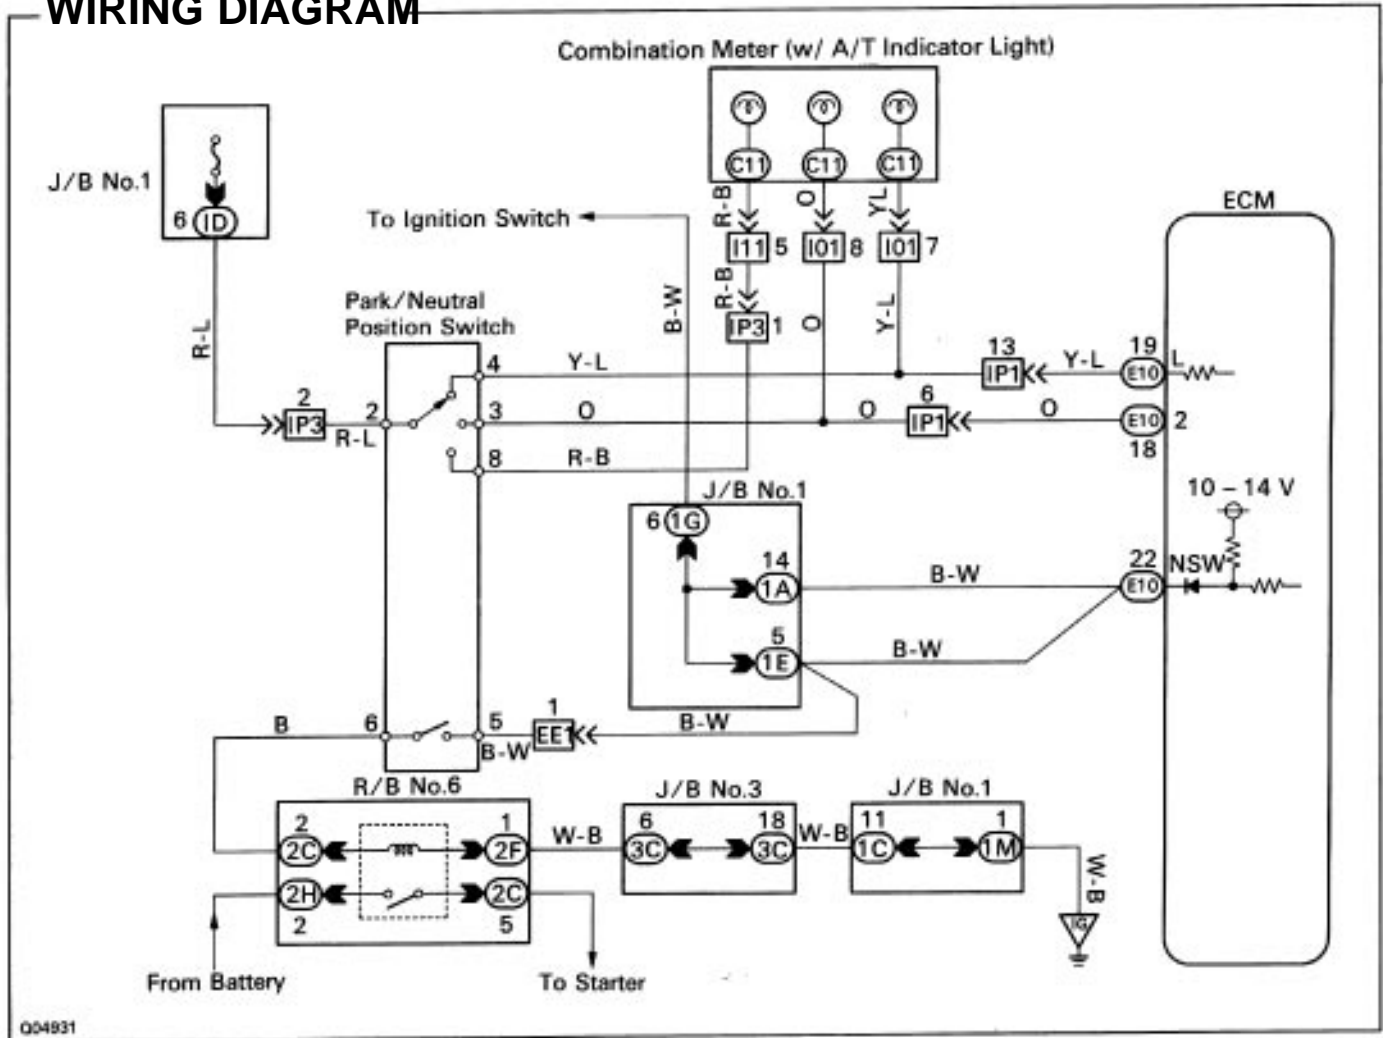 WIRING DIAGRAM
Combination Meter (w/ A/T Indicator Light)
J/B No.1
6 ID
C11 C11 C11
R-B O YL
ECM
To Ignition Switch
I11 5 I01 8 I01 7
R-L
Park/Neutral
Position Switch
B-W
R-B O Y-L
IP3 1
4 Y-L 13 IP1 Y-L 19 E10 L
2 IP3 R-L 2
3 O 6 O IP1 O E10 2
18
8 R-B
10 – 14 V
J/B No.1
6 1G
14 1A B-W 22 E10 NSW
5 1E B-W
B 6 5 B-W 1 EE1 B-W
R/B No.6 J/B No.3 J/B No.1
2 1 6 18 11 1
2C 2F W-B 3C 3C W-B 1C 1M
W-B
2H 2C
2 5
IG
From Battery To Starter
Q04931